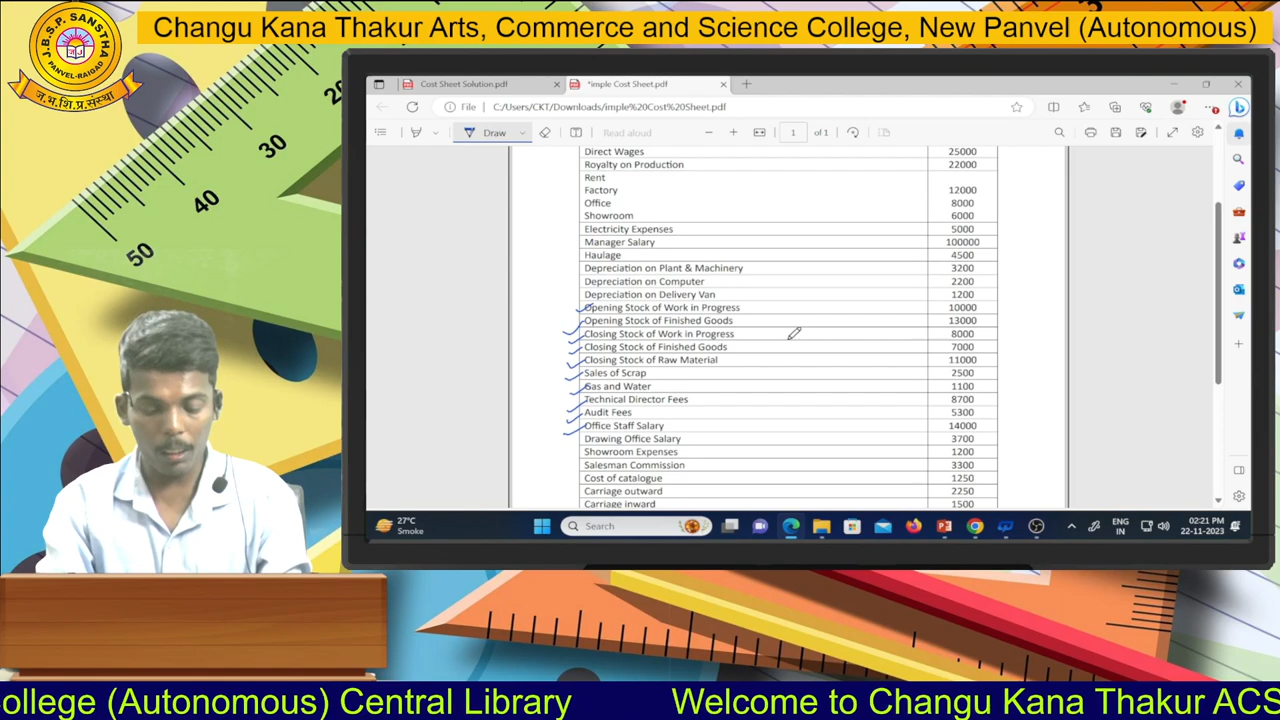 Changu Kana Thakur Arts, Commerce and Science College, New Panvel (Autonomous)
J.B.S.P. SANSTHA
PANVEL-RAIGAD
ज.भ.शि.प्र.संस्था
20
30
40
50
Cost Sheet Solution.pdf
*imple Cost Sheet.pdf
File
C:/Users/CKT/Downloads/imple%20Cost%20Sheet.pdf
Draw
Read aloud
1
of 1
Direct Wages 25000
Royalty on Production 22000
Rent
Factory 12000
Office 8000
Showroom 6000
Electricity Expenses 5000
Manager Salary 100000
Haulage 4500
Depreciation on Plant & Machinery 3200
Depreciation on Computer 2200
Depreciation on Delivery Van 1200
Opening Stock of Work in Progress 10000
Opening Stock of Finished Goods 13000
Closing Stock of Work in Progress 8000
Closing Stock of Finished Goods 7000
Closing Stock of Raw Material 11000
Sales of Scrap 2500
Gas and Water 1100
Technical Director Fees 8700
Audit Fees 5300
Office Staff Salary 14000
Drawing Office Salary 3700
Showroom Expenses 1200
Salesman Commission 3300
Cost of catalogue 1250
Carriage outward 2250
Carriage inward 1500
27°C
Smoke
Search
ENG
IN
02:21 PM
22-11-2023
ollege (Autonomous) Central Library
Welcome to Changu Kana Thakur ACS